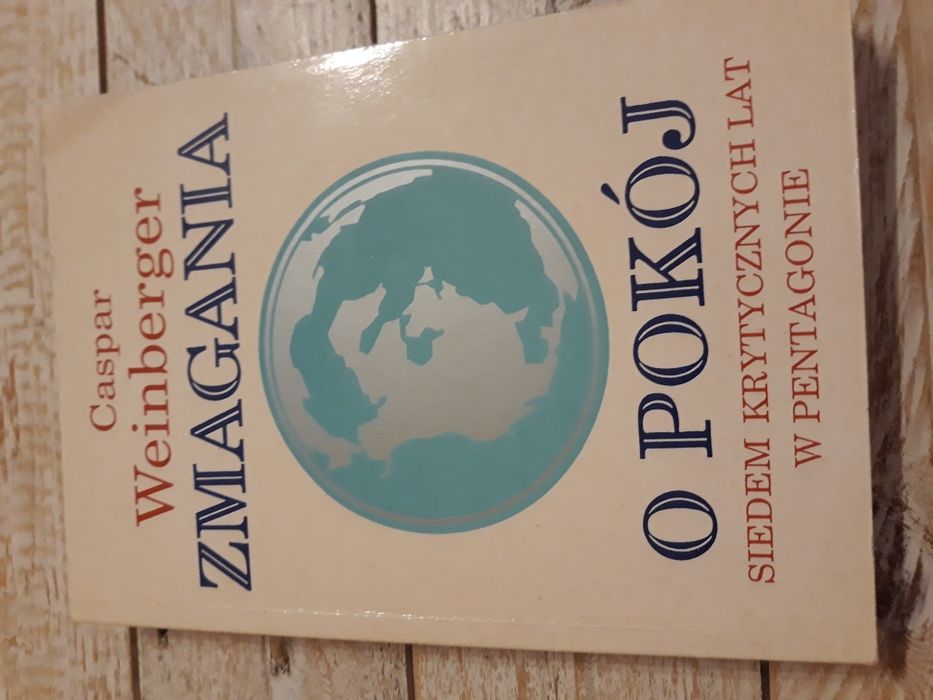 Caspar
Weinberger
ZMAGANIA
O POKÓJ
SIEDEM KRYTYCZNYCH LAT
W PENTAGONIE